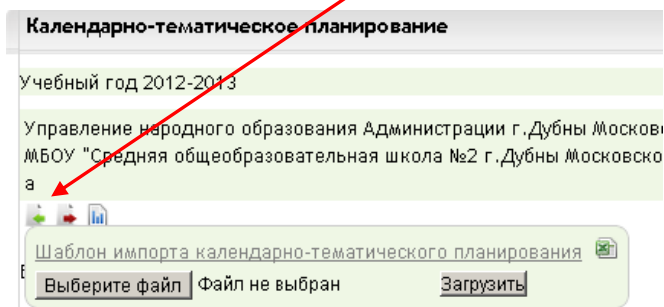 Календарно-тематическое планирование
Учебный год 2012-2013
Управление народного образования Администрации г.Дубны Москов
МБОУ "Средняя общеобразовательная школа №2 г.Дубны Московско
а
Шаблон импорта календарно-тематического планирования
Выберите файл Файл не выбран Загрузить